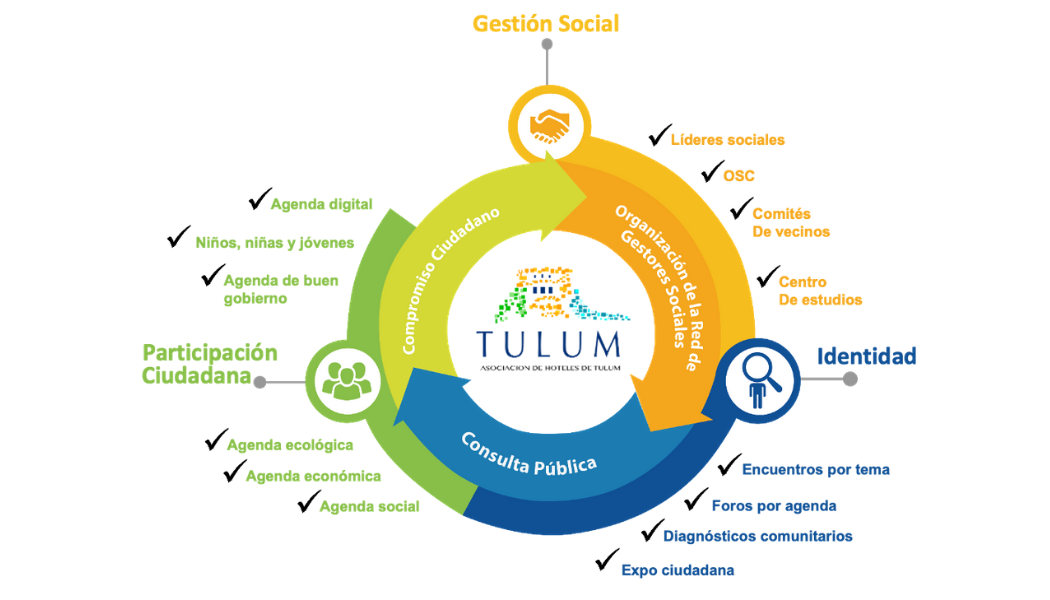 Gestión Social
Líderes sociales
OSC
Comités
De vecinos
Centro
De estudios
Agenda digital
Niños, niñas y jóvenes
Agenda de buen
gobierno
Compromiso Ciudadano
Organización de la Red de
Gestores Sociales
TULUM
ASOCIACION DE HOTELES DE TULUM
Participación
Ciudadana
Identidad
Consulta Pública
Agenda ecológica
Agenda económica
Agenda social
Encuentros por tema
Foros por agenda
Diagnósticos comunitarios
Expo ciudadana